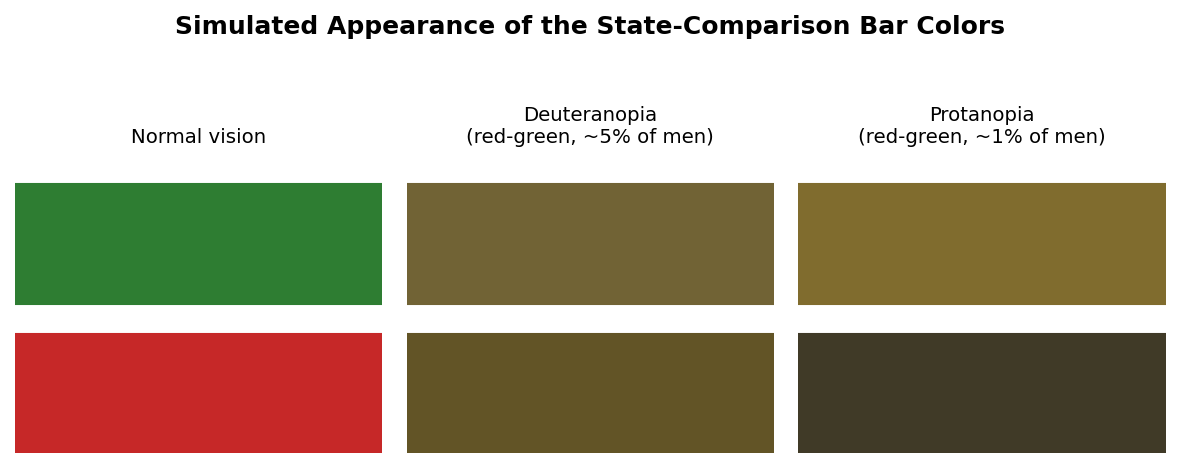 Simulated Appearance of the State-Comparison Bar Colors
Normal vision
Deuteranopia
(red-green, ~5% of men)
Protanopia
(red-green, ~1% of men)